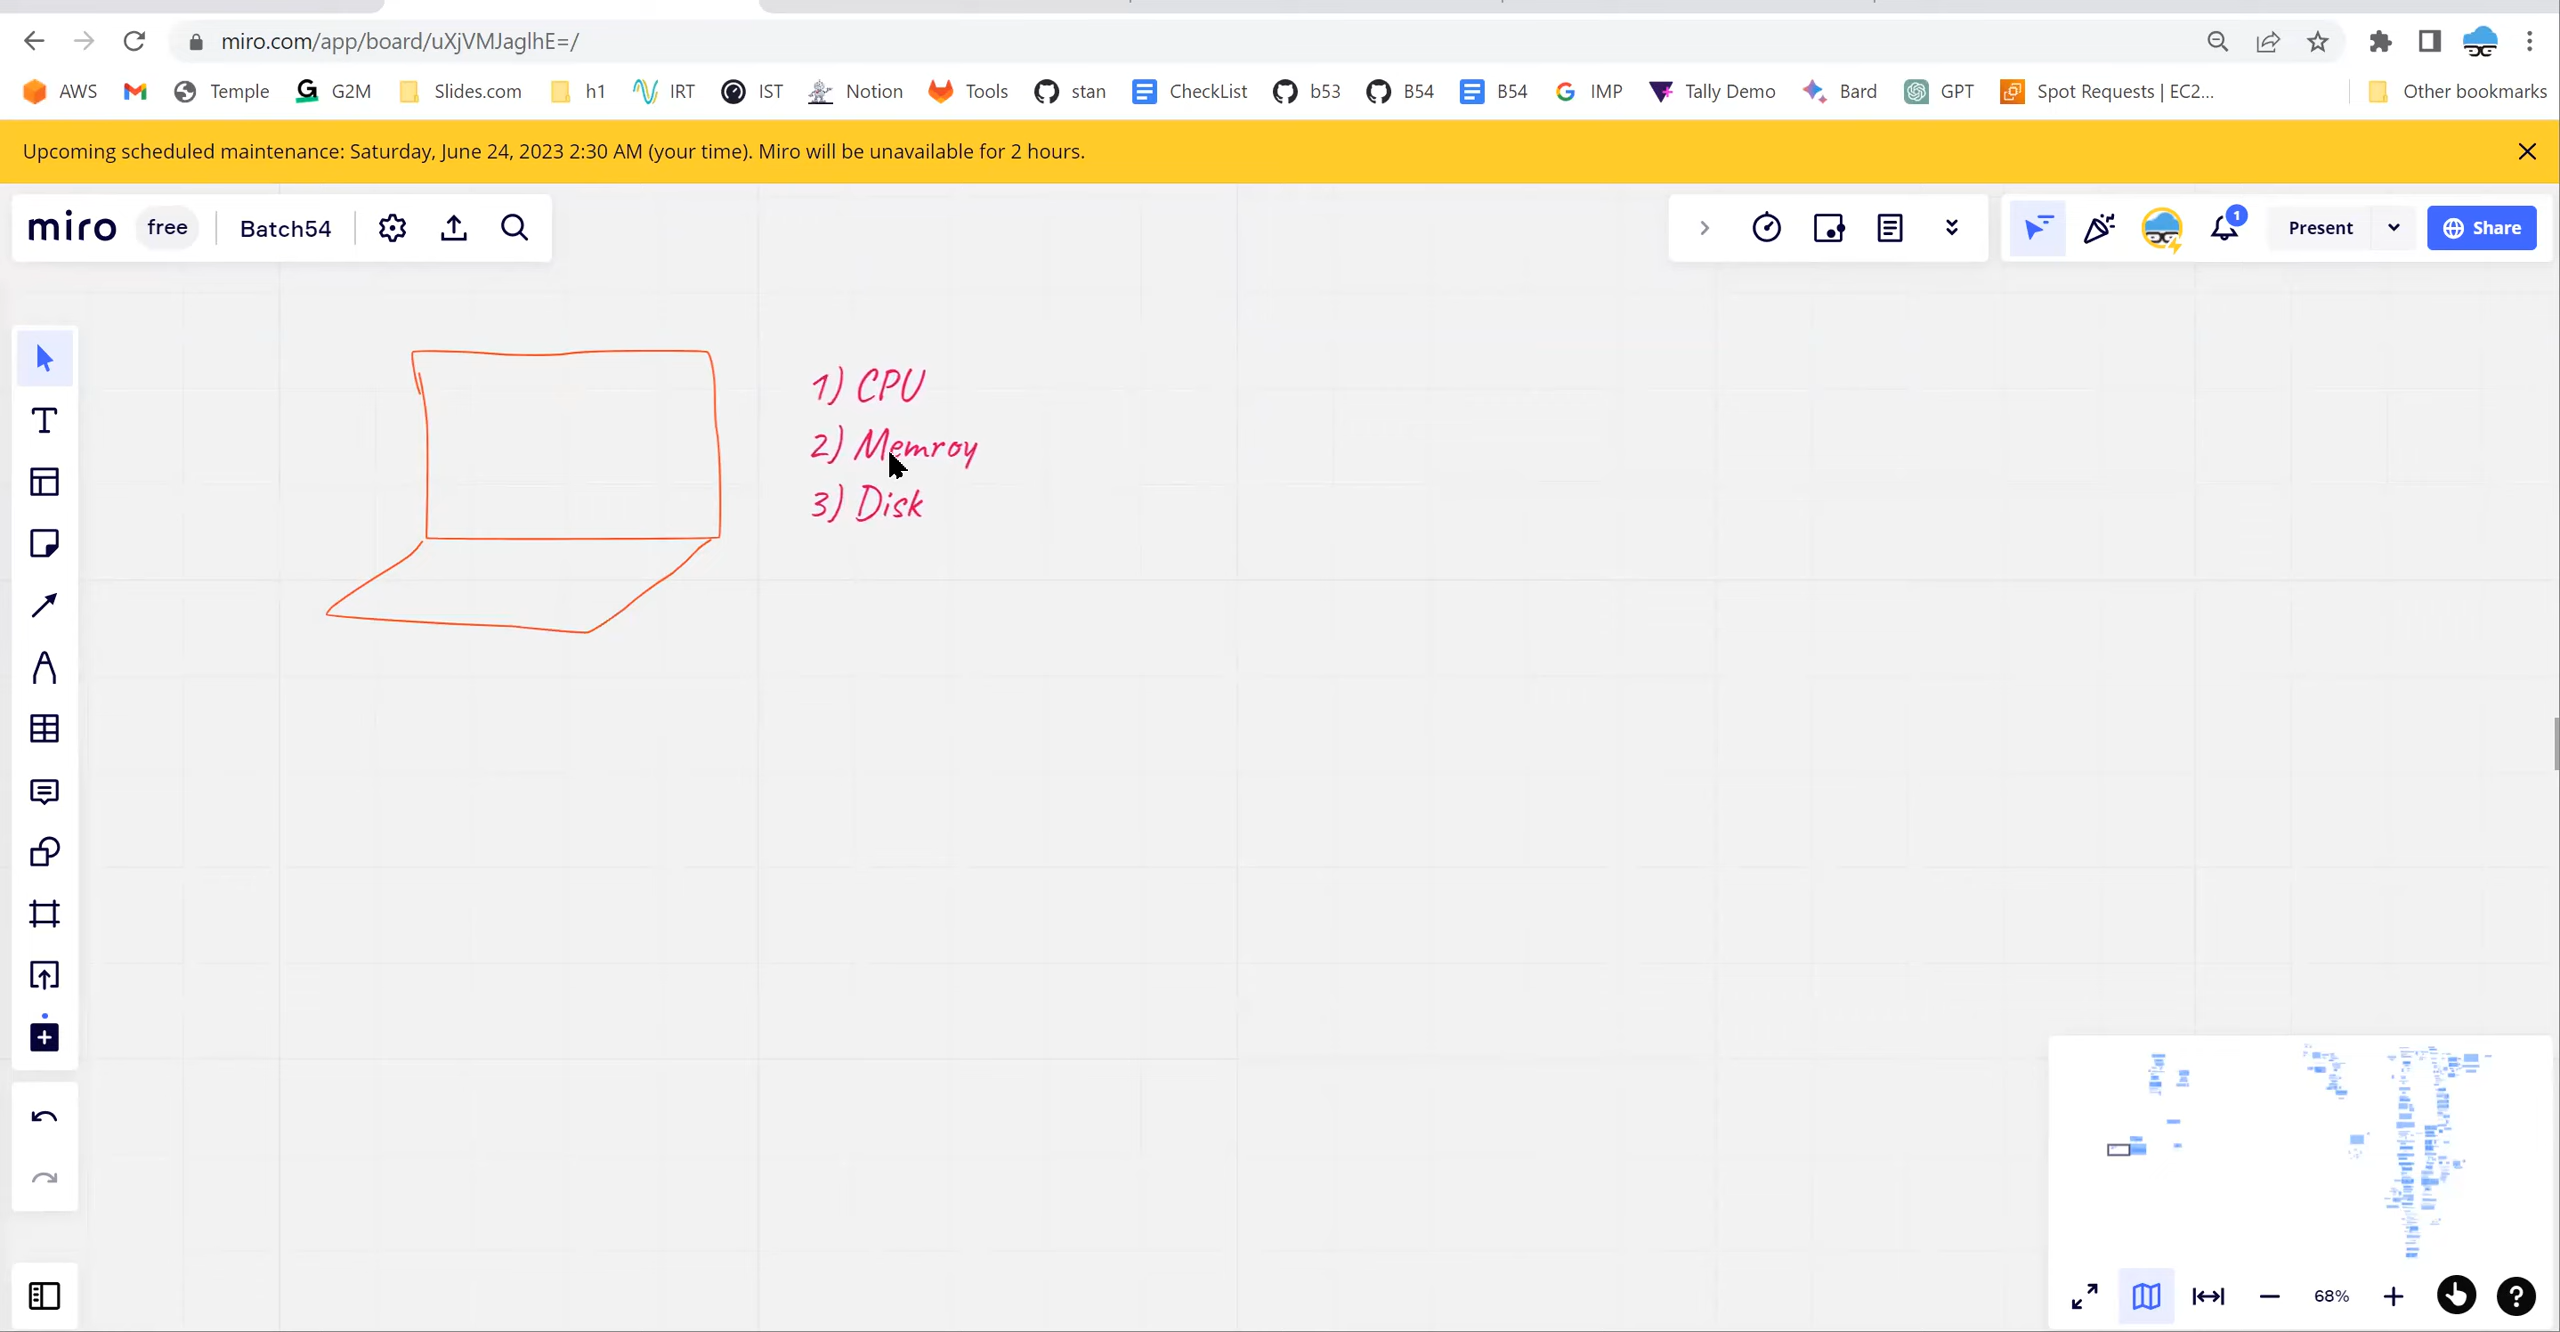 miro.com/app/board/uXjVMJaglhE=/
AWS Temple G2M Slides.com h1 IRT IST Notion Tools stan CheckList b53 B54 B54 IMP Tally Demo Bard GPT Spot Requests | EC2... Other bookmarks
Upcoming scheduled maintenance: Saturday, June 24, 2023 2:30 AM (your time). Miro will be unavailable for 2 hours.
miro free Batch54 1 Present Share
1) CPU
2) Memroy
3) Disk
68%